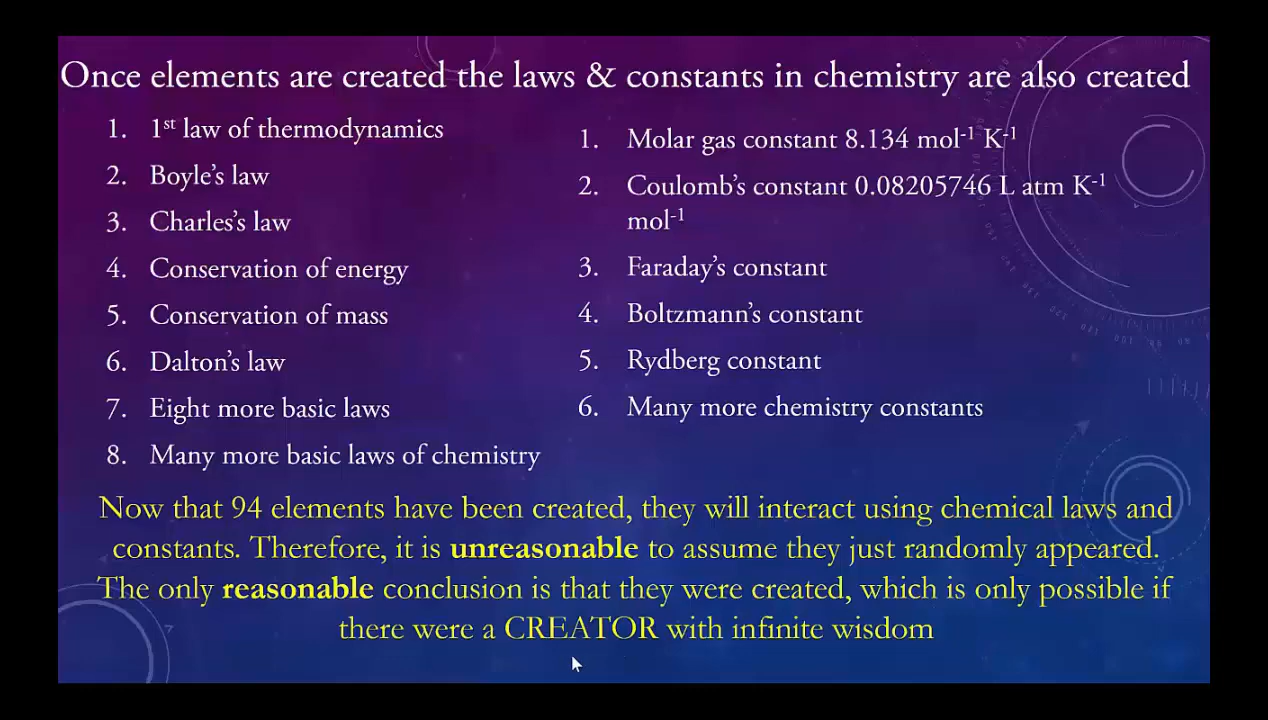 Once elements are created the laws & constants in chemistry are also created
1. 1st law of thermodynamics
2. Boyle's law
3. Charles's law
4. Conservation of energy
5. Conservation of mass
6. Dalton's law
7. Eight more basic laws
8. Many more basic laws of chemistry
1. Molar gas constant 8.134 mol-1 K-1
2. Coulomb's constant 0.08205746 L atm K-1
mol-1
3. Faraday's constant
4. Boltzmann's constant
5. Rydberg constant
6. Many more chemistry constants
Now that 94 elements have been created, they will interact using chemical laws and
constants. Therefore, it is unreasonable to assume they just randomly appeared.
The only reasonable conclusion is that they were created, which is only possible if
there were a CREATOR with infinite wisdom